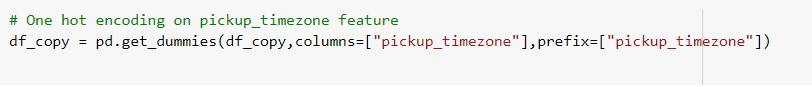 # One hot encoding on pickup_timezone feature
df_copy = pd.get_dummies(df_copy,columns=["pickup_timezone"],prefix=["pickup_timezone"])